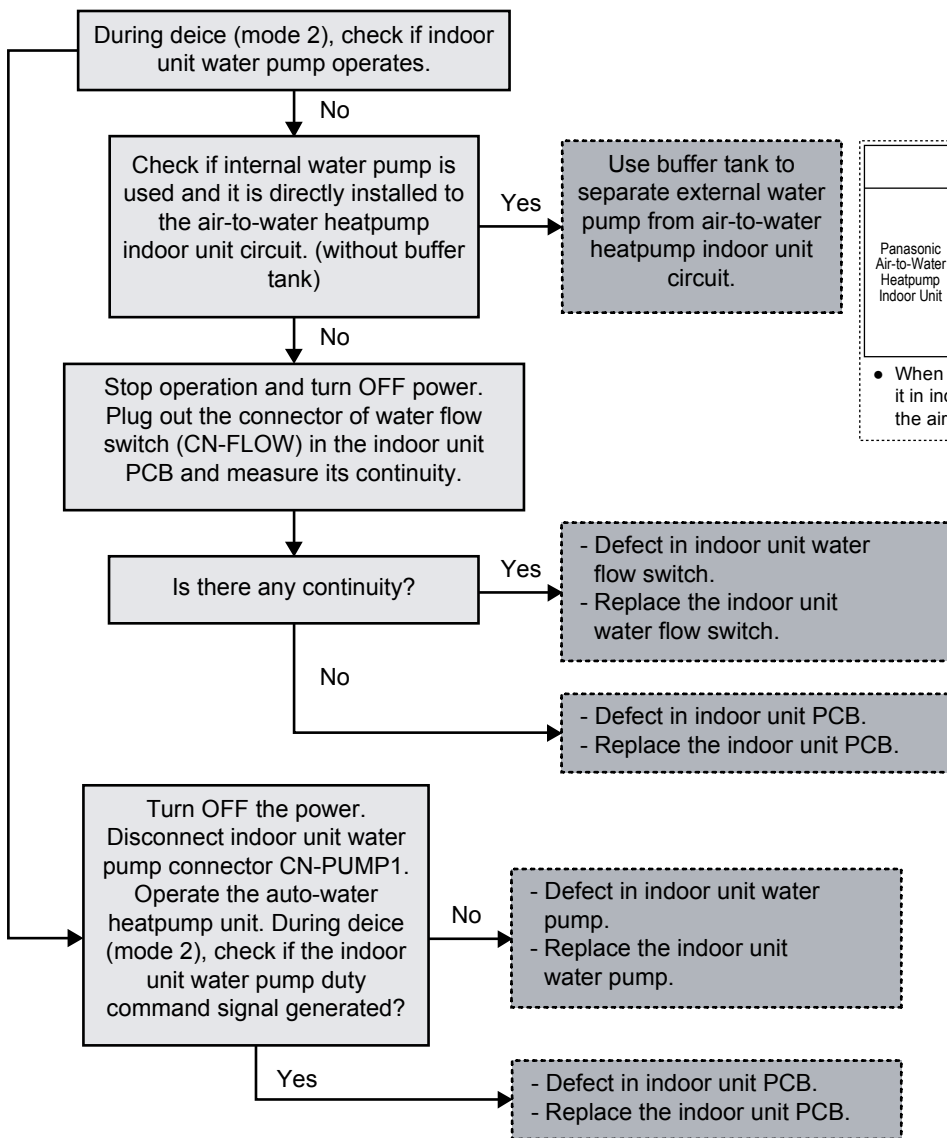 During deice (mode 2), check if indoor
unit water pump operates.
No
Check if internal water pump is
used and it is directly installed to
the air-to-water heatpump
indoor unit circuit. (without buffer
tank)
Yes
Use buffer tank to
separate external water
pump from air-to-water
heatpump indoor unit
circuit.
Panasonic
Air-to-Water
Heatpump
Indoor Unit
● When
it in
the air
No
Stop operation and turn OFF power.
Plug out the connector of water flow
switch (CN-FLOW) in the indoor unit
PCB and measure its continuity.
Is there any continuity?
Yes
- Defect in indoor unit water
flow switch.
- Replace the indoor unit
water flow switch.
No
- Defect in indoor unit PCB.
- Replace the indoor unit PCB.
Turn OFF the power.
Disconnect indoor unit water
pump connector CN-PUMP1.
Operate the auto-water
heatpump unit. During deice
(mode 2), check if the indoor
unit water pump duty
command signal generated?
No
- Defect in indoor unit water
pump.
- Replace the indoor unit
water pump.
Yes
- Defect in indoor unit PCB.
- Replace the indoor unit PCB.